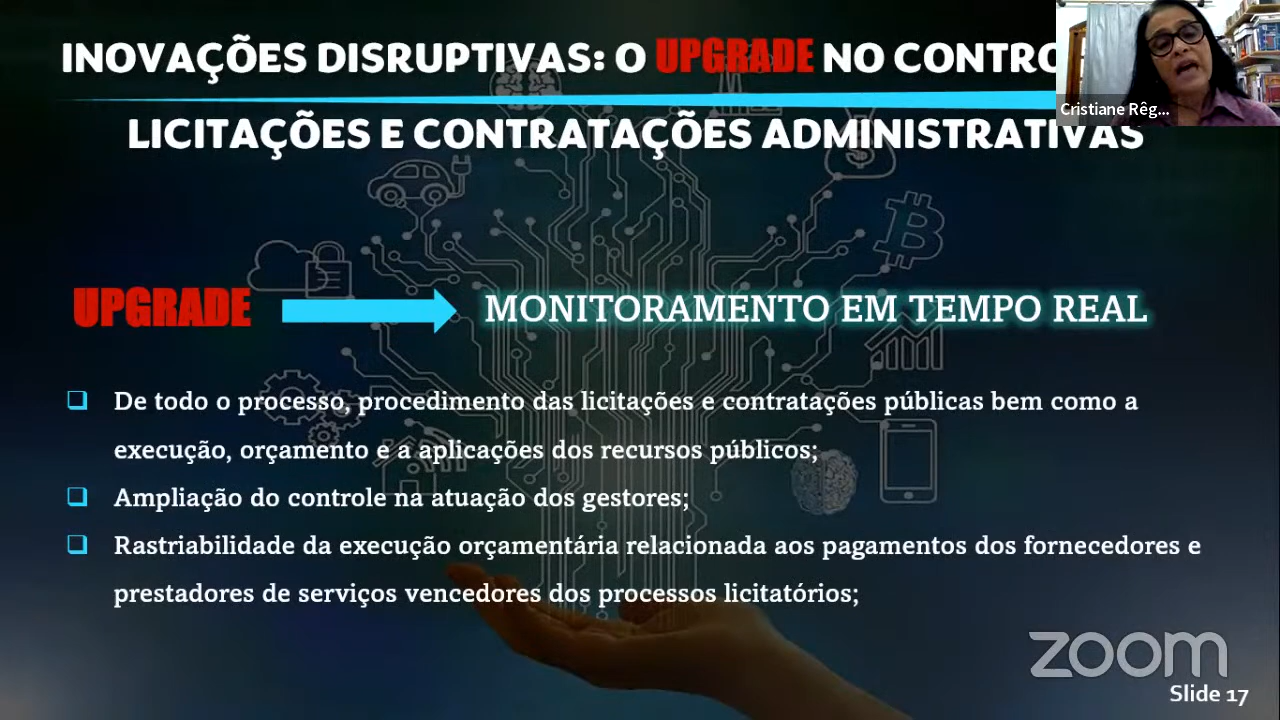 INOVAÇÕES DISRUPTIVAS: O UPGRADE NO CONTRO
Cristiane Rêg...
LICITAÇÕES E CONTRATAÇÕES ADMINISTRATIVAS
UPGRADE MONITORAMENTO EM TEMPO REAL
De todo o processo, procedimento das licitações e contratações públicas bem como a
execução, orçamento e a aplicações dos recursos públicos;
Ampliação do controle na atuação dos gestores;
Rastriabilidade da execução orçamentária relacionada aos pagamentos dos fornecedores e
prestadores de serviços vencedores dos processos licitatórios;
zoom
Slide 17